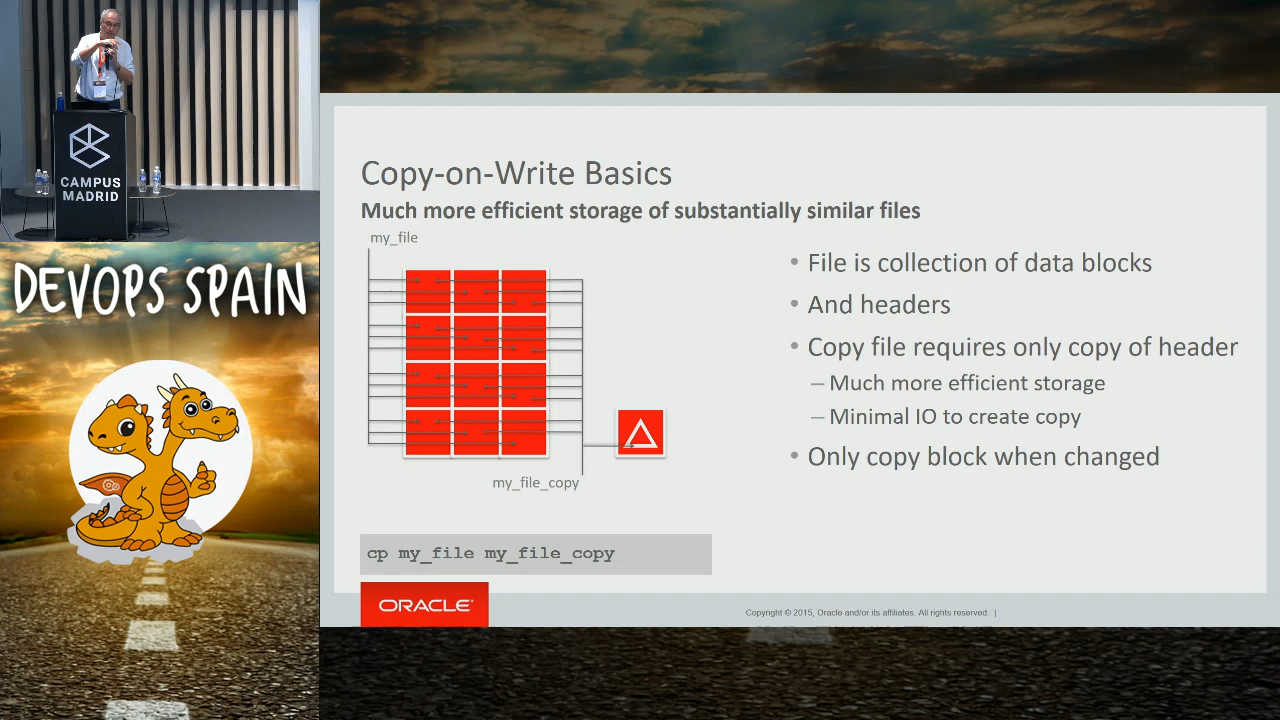 CAMPUS
MADRID
DEVOPS SPAIN
Copy-on-Write Basics
Much more efficient storage of substantially similar files
my_file
my_file_copy
• File is collection of data blocks
• And headers
• Copy file requires only copy of header
– Much more efficient storage
– Minimal IO to create copy
• Only copy block when changed
cp my_file my_file_copy
ORACLE®
Copyright © 2015, Oracle and/or its affiliates. All rights reserved. |